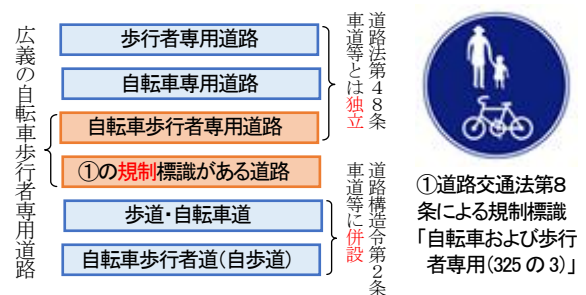 広義の自転車歩行者専用道路
歩行者専用道路
自転車専用道路
自転車歩行者専用道路
①の規制標識がある道路
歩道・自転車道
自転車歩行者道(自歩道)
道路法第48条
車道等とは独立
道路構造令第2条
車道等に併設
①道路交通法第8
条による規制標識
「自転車および歩行
者専用(325の3)」